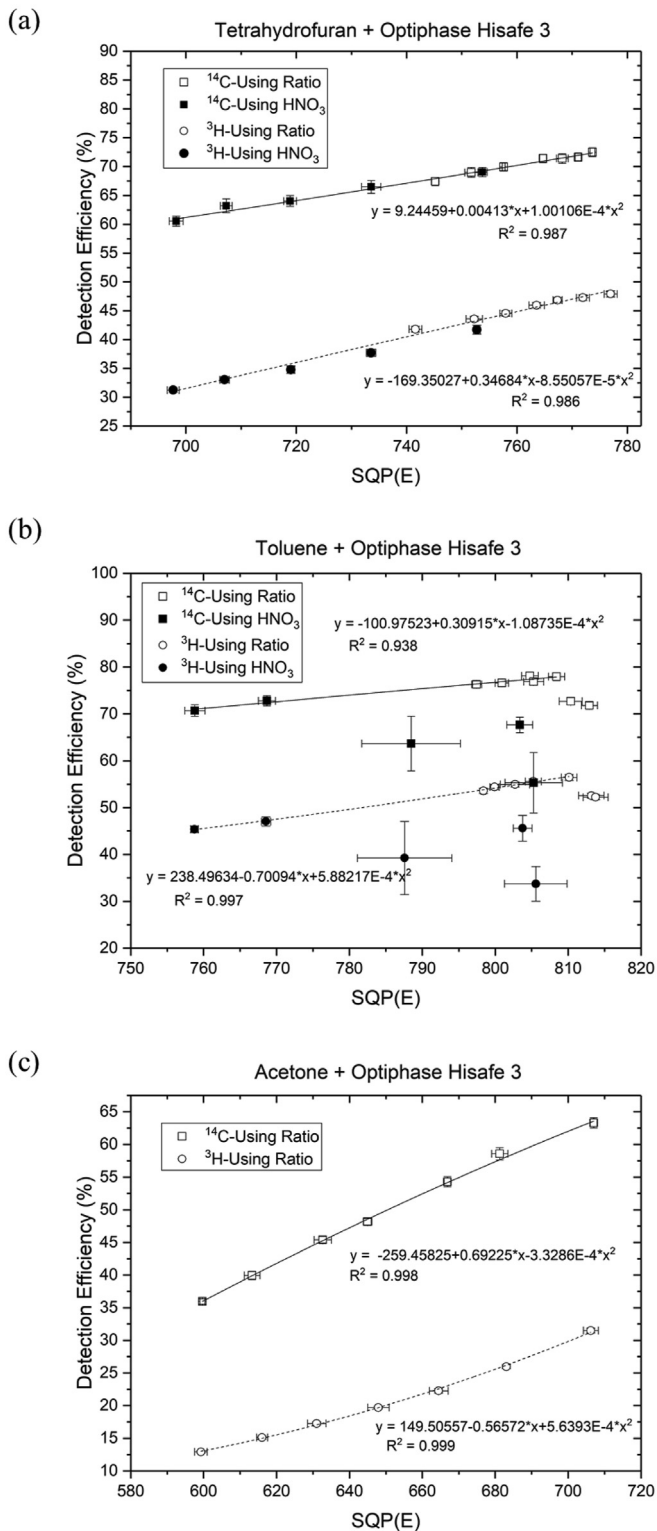 (a)
Tetrahydrofuran + Optiphase Hisafe 3
Detection Efficiency (%)
90
85
80
75
70
65
60
55
50
45
40
35
30
25
¹⁴C-Using Ratio
¹⁴C-Using HNO₃
³H-Using Ratio
³H-Using HNO₃
y = 9.24459+0.00413*x+1.00106E-4*x²
R² = 0.987
y = -169.35027+0.34684*x-8.55057E-5*x²
R² = 0.986
700 720 740 760 780
SQP(E)
(b)
Toluene + Optiphase Hisafe 3
Detection Efficiency (%)
100
90
80
70
60
50
40
30
20
¹⁴C-Using Ratio
¹⁴C-Using HNO₃
³H-Using Ratio
³H-Using HNO₃
y = -100.97523+0.30915*x-1.08735E-4*x²
R² = 0.938
y = 238.49634-0.70094*x+5.88217E-4*x²
R² = 0.997
750 760 770 780 790 800 810 820
SQP(E)
(c)
Acetone + Optiphase Hisafe 3
Detection Efficiency (%)
65
60
55
50
45
40
35
30
25
20
15
10
¹⁴C-Using Ratio
³H-Using Ratio
y = -259.45825+0.69225*x-3.3286E-4*x²
R² = 0.998
y = 149.50557-0.56572*x+5.6393E-4*x²
R² = 0.999
580 600 620 640 660 680 700 720
SQP(E)